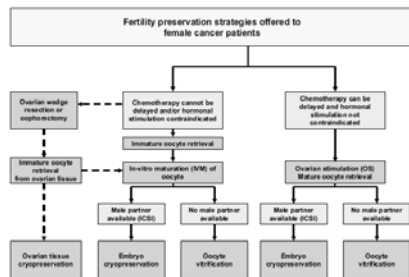 Fertility preservation strategies offered to
female cancer patients
Ovarian wedge
resection or
oophorectomy
Chemotherapy cannot be
delayed and/or hormonal
stimulation contraindicated
Chemotherapy can be
delayed and hormonal
stimulation not
contraindicated
Immature oocyte retrieval
Immature oocyte
retrieval
from ovarian tissue
In-vitro maturation (IVM) of
oocyte
Ovarian stimulation (OS)
Mature oocyte retrieval
Male partner
available (ICSI)
No male partner
available
Male partner
available (ICSI)
No male partner
available
Ovarian tissue
cryopreservation
Embryo
cryopreservation
Oocyte
vitrification
Embryo
cryopreservation
Oocyte
vitrification